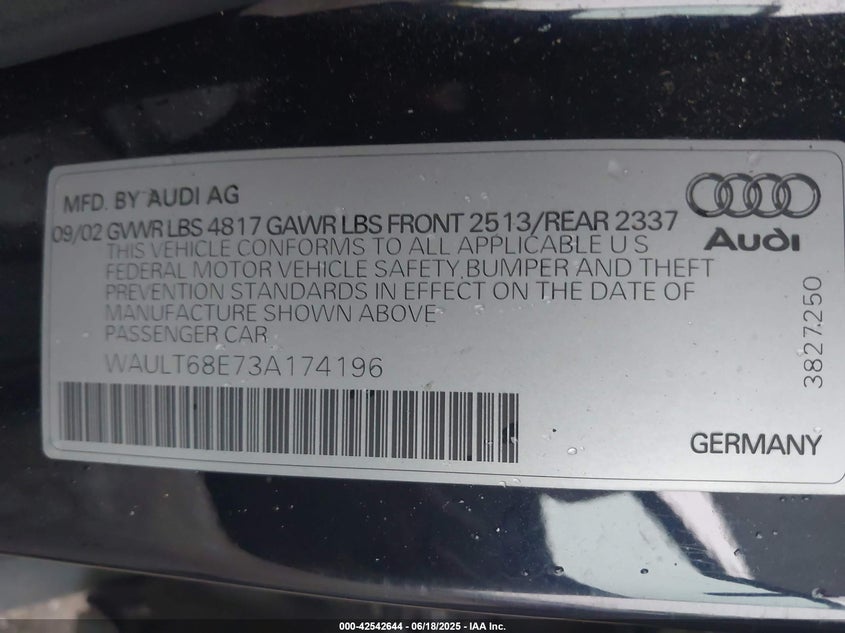 MFD. BY AUDI AG
09/02 GVWR LBS 4817 GAWR LBS FRONT 2513/REAR 2337
THIS VEHICLE CONFORMS TO ALL APPLICABLE U S
FEDERAL MOTOR VEHICLE SAFETY,BUMPER AND THEFT
PREVENTION STANDARDS IN EFFECT ON THE DATE OF
MANUFACTURE SHOWN ABOVE
PASSENGER CAR
WAULT68E73A174196
Audi
3827250
GERMANY
000-42542644 - 06/18/2025 - IAA Inc.